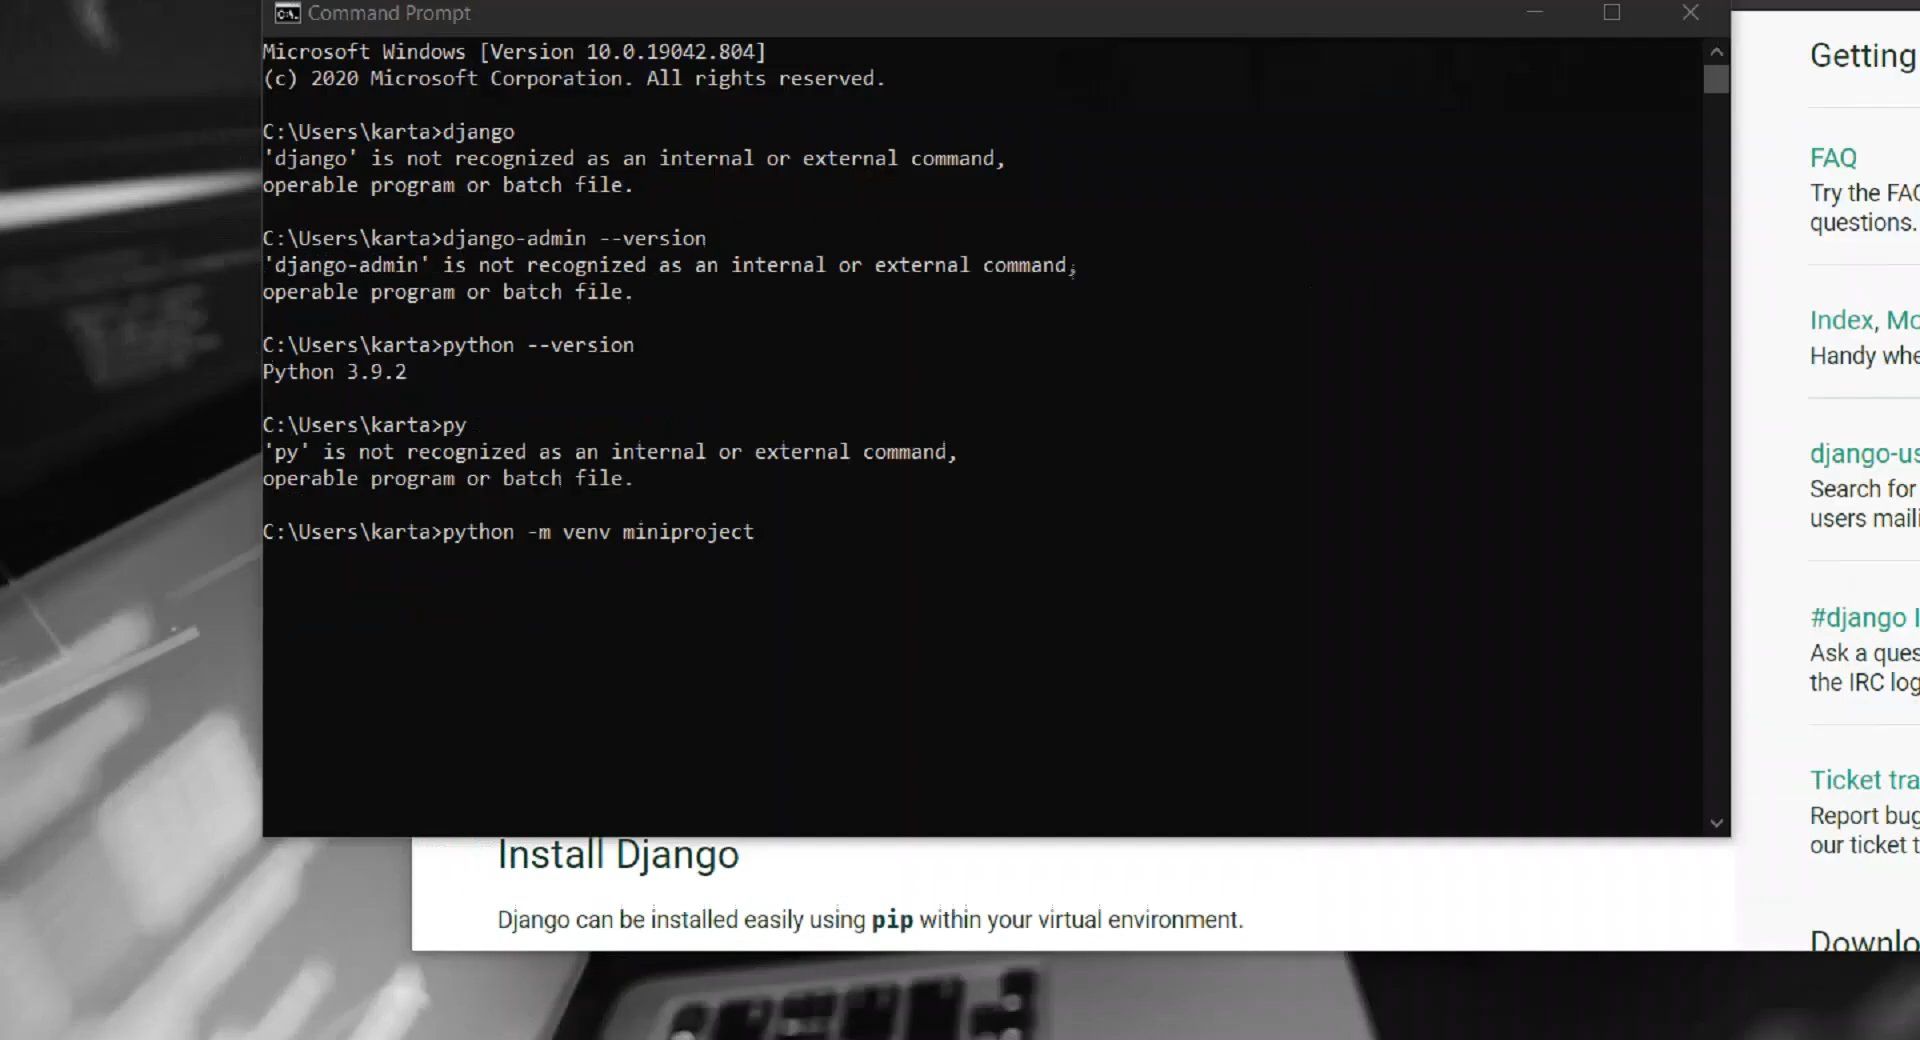 Command Prompt
Microsoft Windows [Version 10.0.19042.804]
(c) 2020 Microsoft Corporation. All rights reserved.
C:\Users\karta>django
'django' is not recognized as an internal or external command,
operable program or batch file.
C:\Users\karta>django-admin --version
'django-admin' is not recognized as an internal or external command,
operable program or batch file.
C:\Users\karta>python --version
Python 3.9.2
C:\Users\karta>py
'py' is not recognized as an internal or external command,
operable program or batch file.
C:\Users\karta>python -m venv miniproject
Install Django
Django can be installed easily using pip within your virtual environment.
Getting
FAQ
Try the FAQ
questions.
Index, Mo
Handy whe
django-us
Search for
users maili
#django I
Ask a ques
the IRC log
Ticket tra
Report bug
our ticket t
Downlo